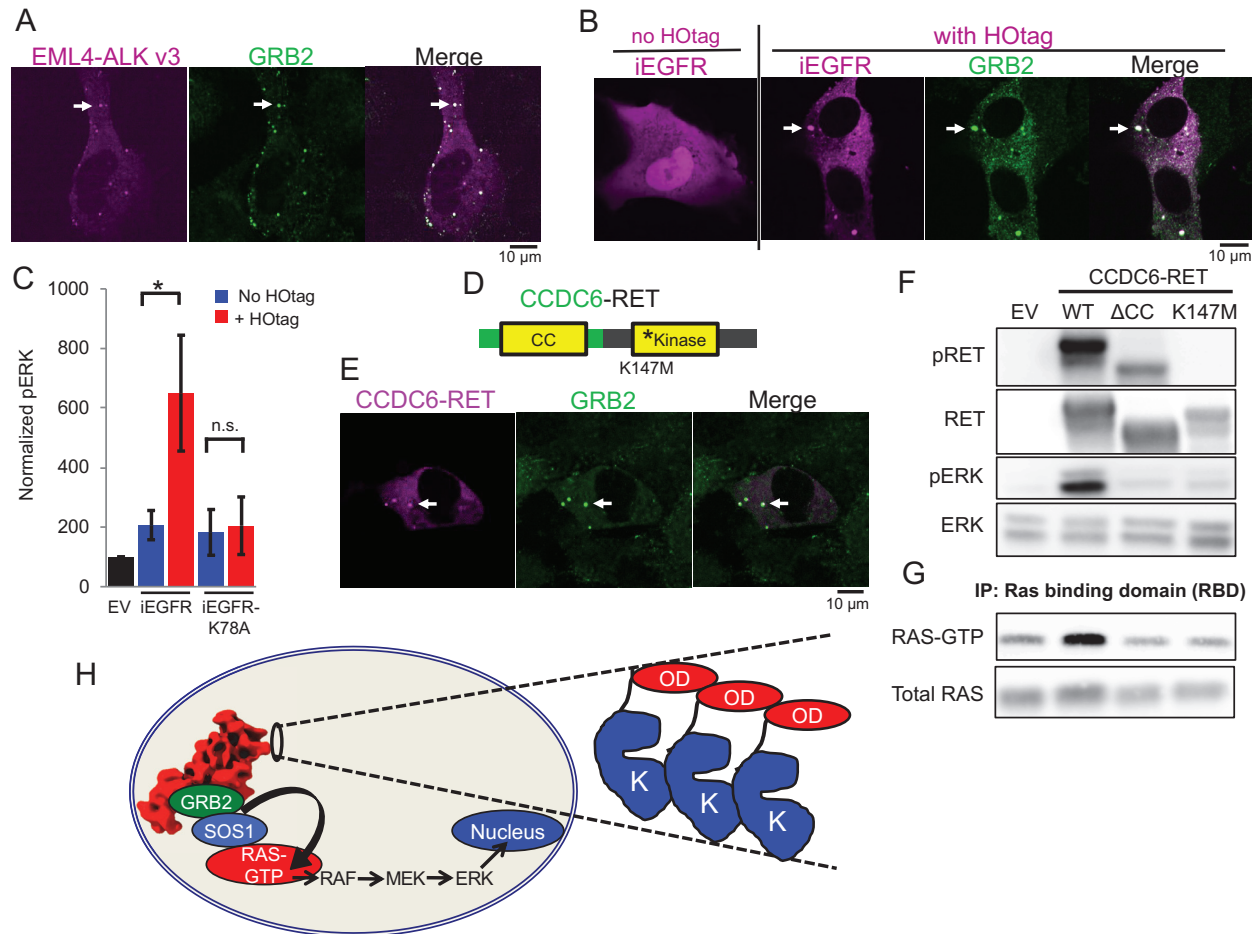 A
EML4-ALK v3
GRB2
Merge
10 µm
B
no HOtag
with HOtag
iEGFR
iEGFR
GRB2
Merge
10 µm
C
Normalized pERK
1000
800
600
400
200
0
*
n.s.
No HOtag
+ HOtag
EV
iEGFR
iEGFR-
K78A
D
CCDC6-RET
CC
*Kinase
K147M
E
CCDC6-RET
GRB2
Merge
10 µm
F
CCDC6-RET
EV WT ΔCC K147M
pRET
RET
pERK
ERK
G
IP: Ras binding domain (RBD)
RAS-GTP
Total RAS
H
GRB2
SOS1
RAS-
GTP
RAF
MEK
ERK
Nucleus
OD
OD
OD
K
K
K